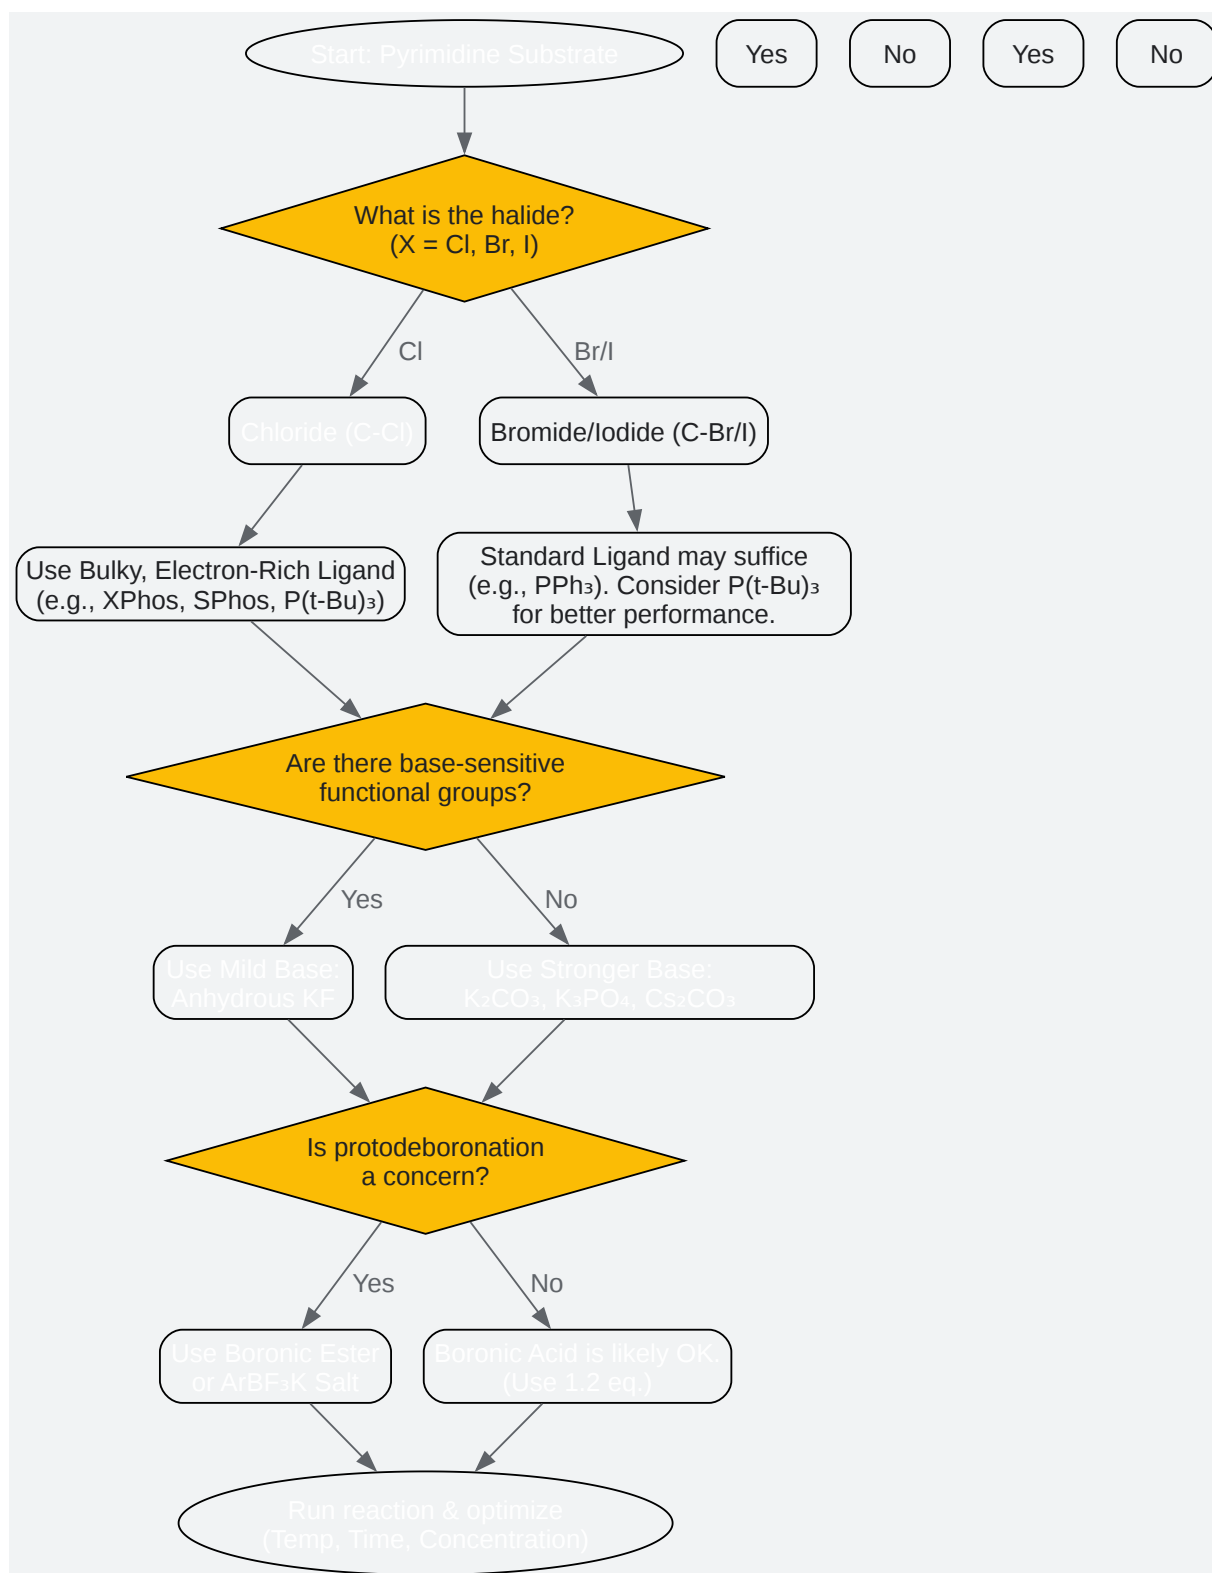 Start: Pyrimidine Substrate
Yes
No
Yes
No
What is the halide?
(X = Cl, Br, I)
Cl
Br/I
Chloride (C-Cl)
Bromide/Iodide (C-Br/I)
Use Bulky, Electron-Rich Ligand
(e.g., XPhos, SPhos, P(t-Bu)₃)
Standard Ligand may suffice
(e.g., PPh₃). Consider P(t-Bu)₃
for better performance.
Are there base-sensitive
functional groups?
Yes
No
Use Mild Base:
Anhydrous KF
Use Stronger Base:
K₂CO₃, K₃PO₄, Cs₂CO₃
Is protodeboronation
a concern?
Yes
No
Use Boronic Ester
or ArBF₃K Salt
Boronic Acid is likely OK.
(Use 1.2 eq.)
Run reaction & optimize
(Temp, Time, Concentration)